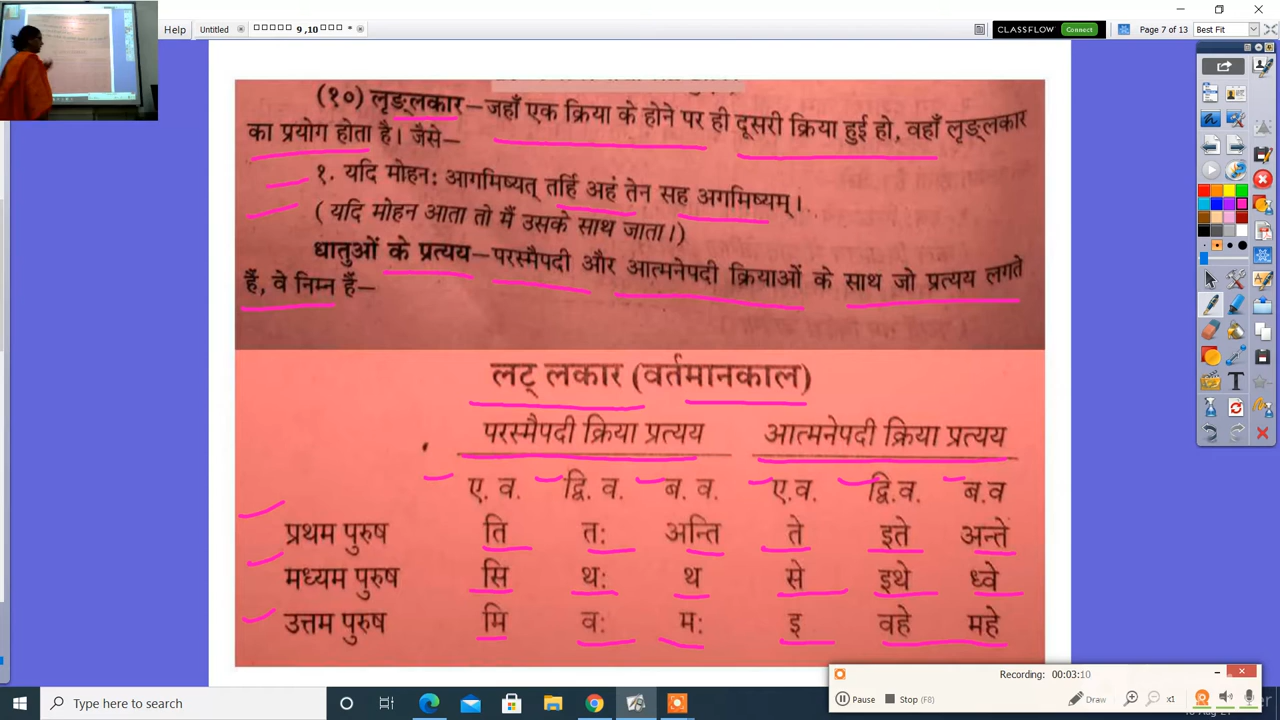 Help
Untitled
9 ,10
CLASSFLOW Connect
Page 7 of 13
Best Fit
(१०) लृङ्लकार–जहाँ एक क्रिया के होने पर ही दूसरी क्रिया हुई हो, वहाँ लृङ्लकार
का प्रयोग होता है। जैसे–
१. यदि मोहनः आगमिष्यत् तर्हि अहं तेन सह अगमिष्यम्।
( यदि मोहन आता तो मैं उसके साथ जाता।)
धातुओं के प्रत्यय–परस्मैपदी और आत्मनेपदी क्रियाओं के साथ जो प्रत्यय लगते
हैं, वे निम्न हैं–
लट् लकार (वर्तमानकाल)
परस्मैपदी क्रिया प्रत्यय आत्मनेपदी क्रिया प्रत्यय
ए. व. द्वि. व. ब. व. ए.व. द्वि.व. ब.व
प्रथम पुरुष ति तः अन्ति ते इते अन्ते
मध्यम पुरुष सि थः थ से इथे ध्वे
उत्तम पुरुष मि वः मः इ वहे महे
Recording: 00:03:10
Pause Stop (F8) Draw x1
Type here to search